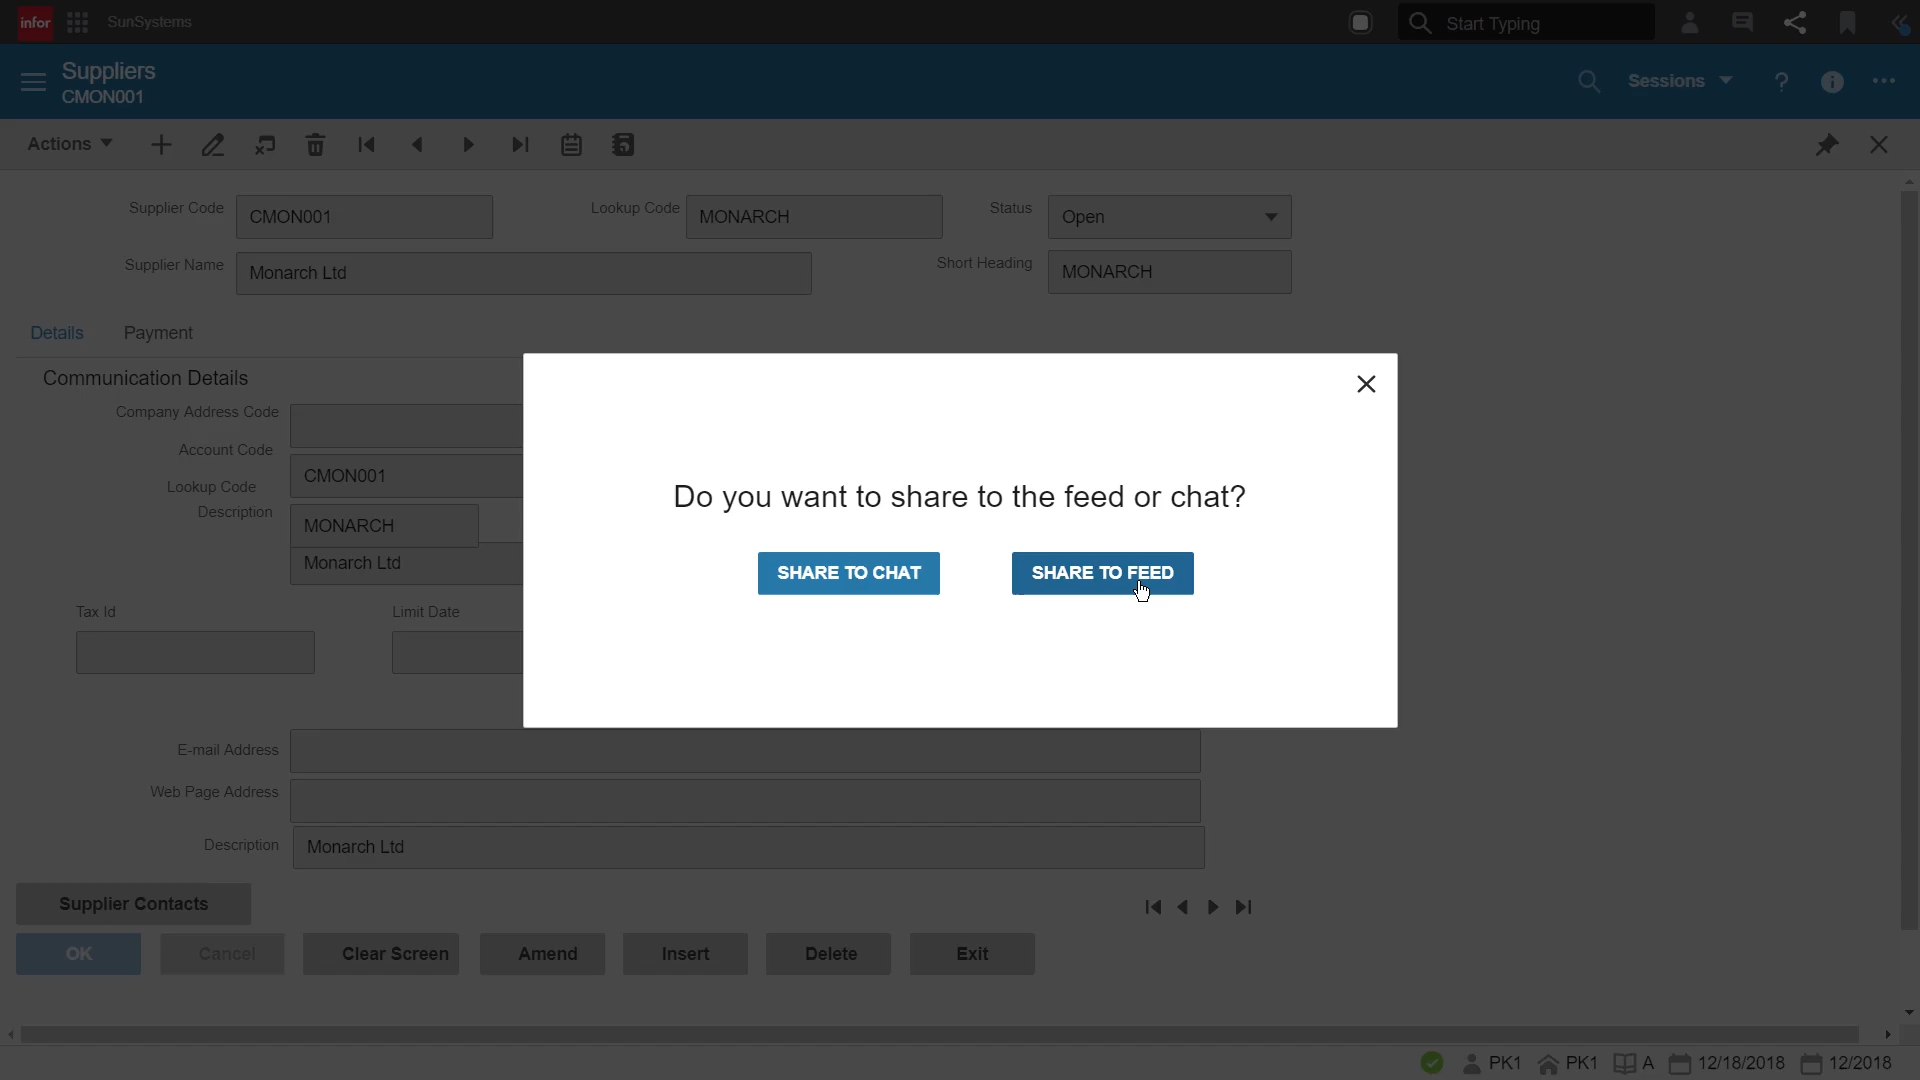 infor SunSystems Start Typing
Suppliers
CMON001
Sessions ?
Actions
Supplier Code CMON001 Lookup Code MONARCH Status Open
Supplier Name Monarch Ltd Short Heading MONARCH
Details Payment
Communication Details
Company Address Code
Account Code CMON001
Lookup Code
Description MONARCH
Monarch Ltd
Tax Id Limit Date
Do you want to share to the feed or chat?
SHARE TO CHAT SHARE TO FEED
E-mail Address
Web Page Address
Description Monarch Ltd
Supplier Contacts
OK Cancel Clear Screen Amend Insert Delete Exit
PK1 PK1 A 12/18/2018 12/2018